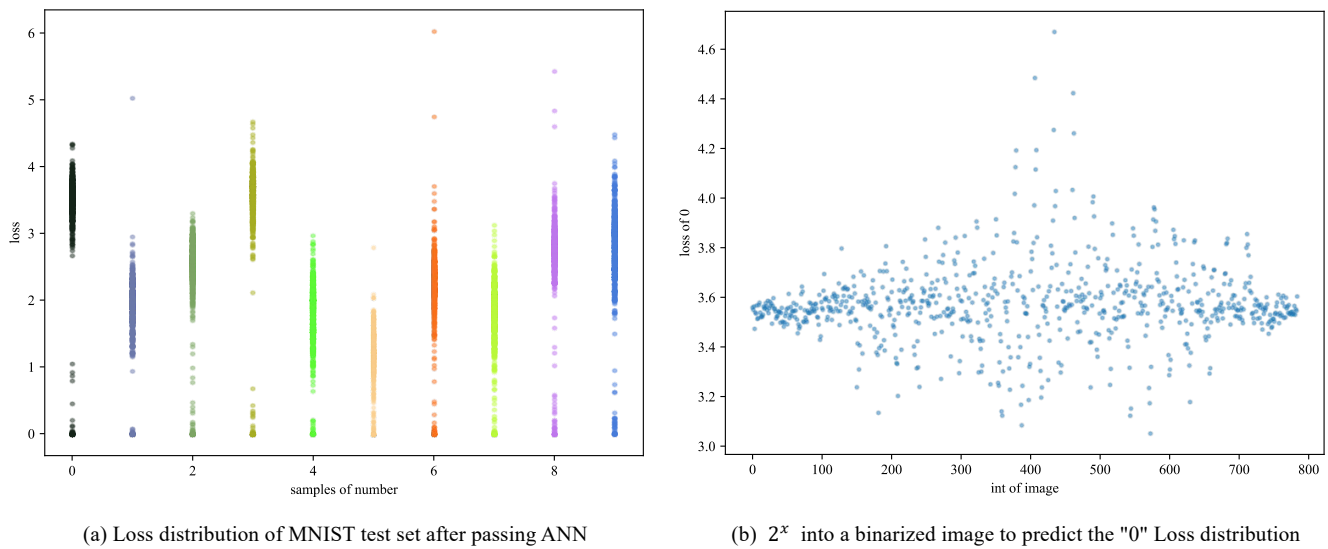 6
5
4
3
2
1
0
loss
0 2 4 6 8
samples of number
(a) Loss distribution of MNIST test set after passing ANN
4.6
4.4
4.2
4.0
3.8
3.6
3.4
3.2
3.0
loss of 0
0 100 200 300 400 500 600 700 800
int of image
(b) 2^x into a binarized image to predict the "0" Loss distribution